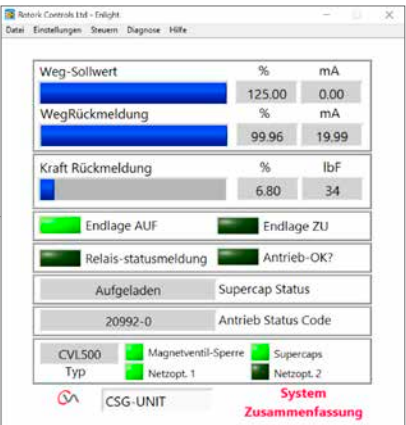 Rotork Controls Ltd - Enlight.
Datei Einstellungen Steuern Diagnose Hilfe
Weg-Sollwert % mA
125.00 0.00
WegRückmeldung % mA
99.96 19.99
Kraft Rückmeldung % lbF
6.80 34
Endlage AUF Endlage ZU
Relais-statusmeldung Antrieb-OK?
Aufgeladen Supercap Status
20992-0 Antrieb Status Code
CVL500 Magnetventil-Sperre Supercaps
Typ Netzopt. 1 Netzopt. 2
CSG-UNIT System
Zusammenfassung